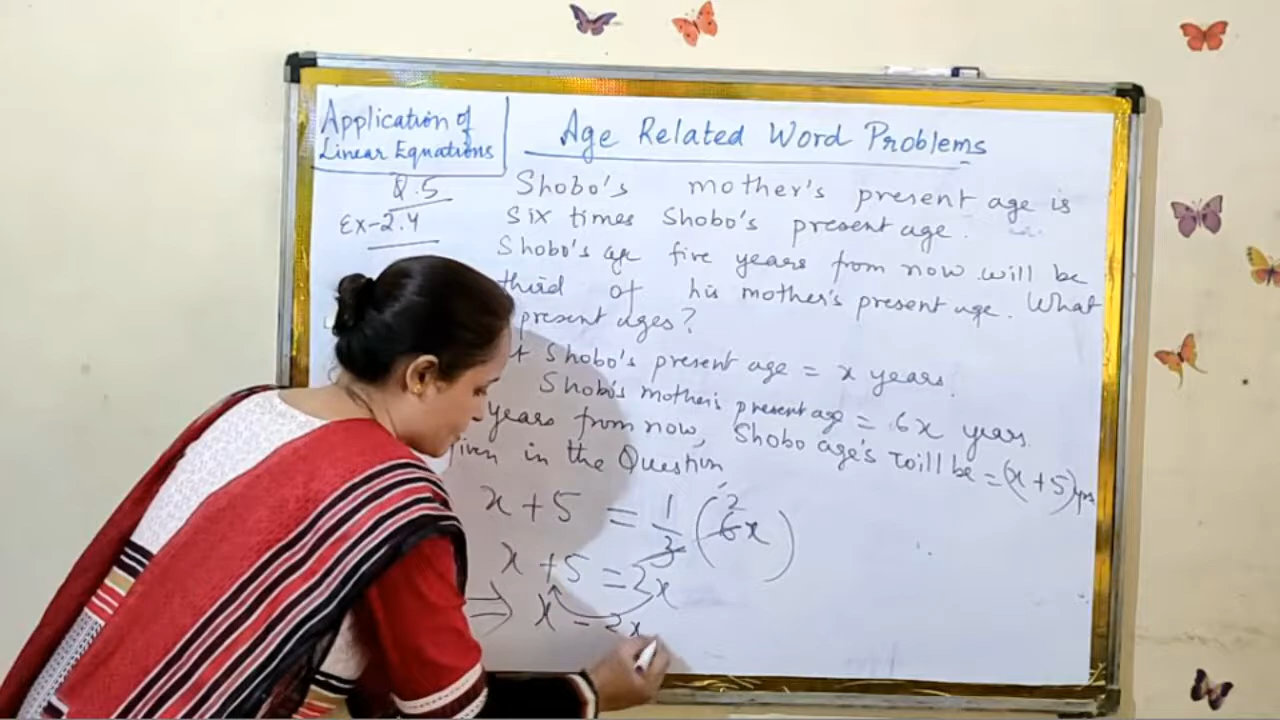 Application of
Linear Equations
Age Related Word Problems
Q.5
Ex-2.4
Shobo's mother's present age is
six times Shobo's present age.
Shobo's age five years from now will be
third of his mother's present age. What
present ages?
Shobo's present age = x years.
Shobo's mother's present age = 6x years.
years from now, Shobo age's will be = (x+5) yrs
in the Question
x + 5 = 1/3 (6x) 2
x + 5 = 2x
⇒ x - 2x